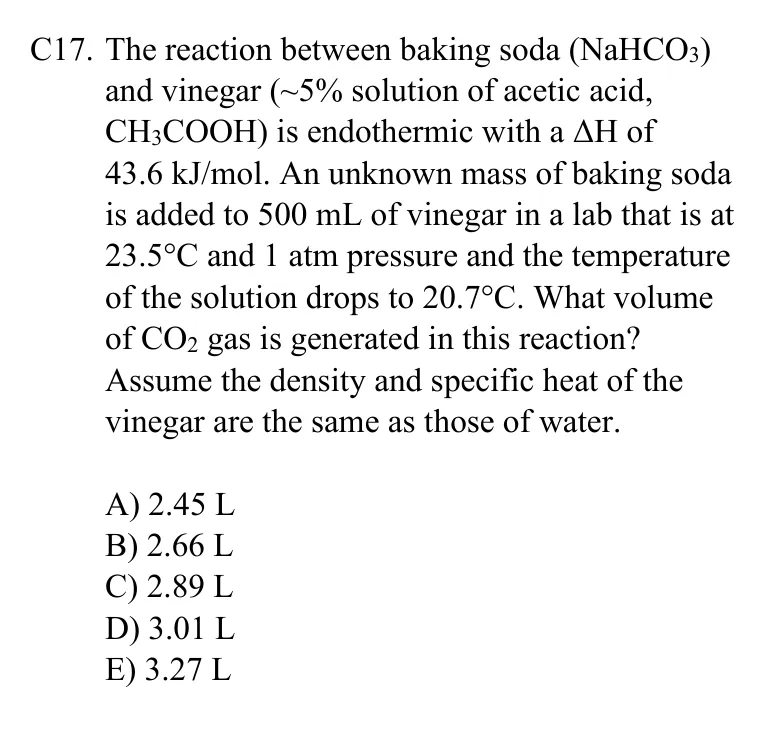 C17. The reaction between baking soda (NaHCO₃)
and vinegar (~5% solution of acetic acid,
CH₃COOH) is endothermic with a ΔH of
43.6 kJ/mol. An unknown mass of baking soda
is added to 500 mL of vinegar in a lab that is at
23.5°C and 1 atm pressure and the temperature
of the solution drops to 20.7°C. What volume
of CO₂ gas is generated in this reaction?
Assume the density and specific heat of the
vinegar are the same as those of water.
A) 2.45 L
B) 2.66 L
C) 2.89 L
D) 3.01 L
E) 3.27 L